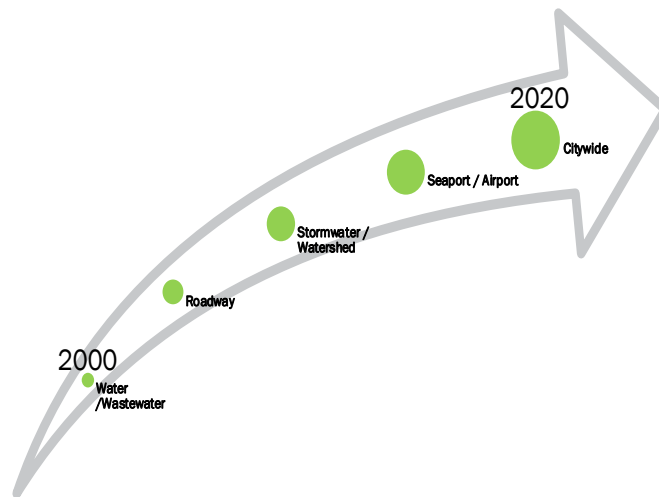 2020
Citywide
Seaport / Airport
Stormwater /
Watershed
Roadway
2000
Water
/Wastewater